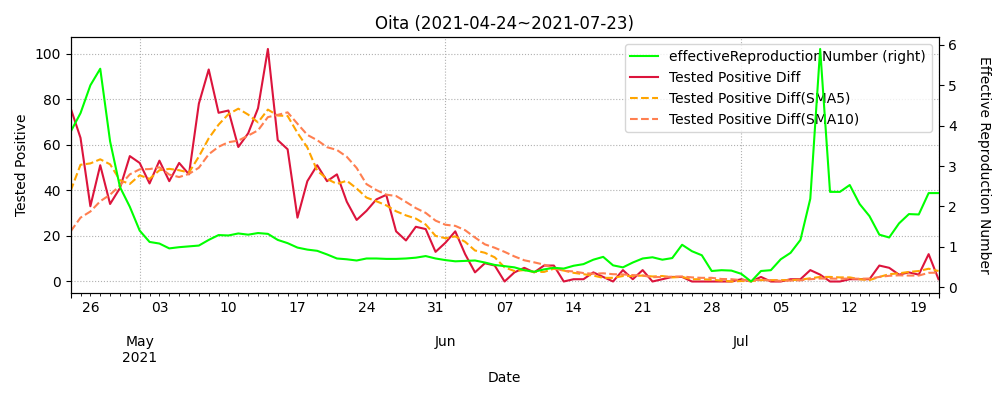 Oita (2021-04-24~2021-07-23)
effectiveReproductionNumber (right)
Tested Positive Diff
Tested Positive Diff(SMA5)
Tested Positive Diff(SMA10)
Tested Positive
100
80
60
40
20
0
Effective Reproduction Number
6
5
4
3
2
1
0
26 03 10 17 24 31 07 14 21 28 05 12 19
May Jun Jul
2021
Date